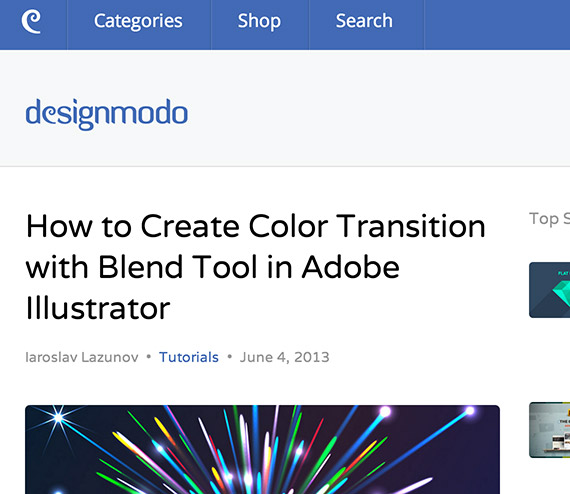 Categories Shop Search
designmodo
How to Create Color Transition
with Blend Tool in Adobe
Illustrator
Top S
Iaroslav Lazunov • Tutorials • June 4, 2013
FLAT